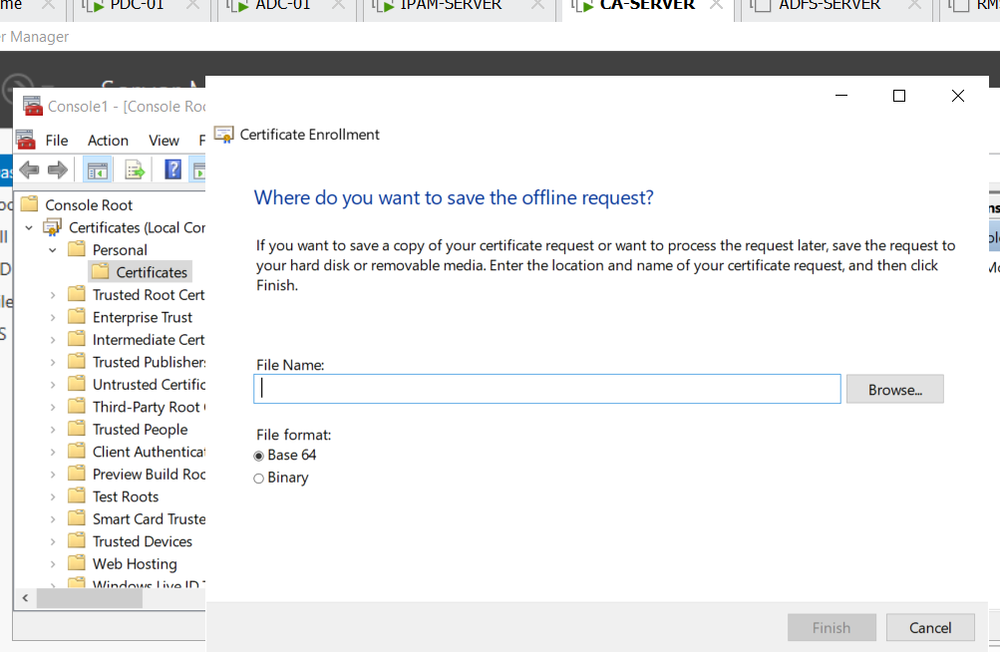 me PDC-01 ADC-01 IPAM-SERVER CA-SERVER ADFS-SERVER RM
r Manager
Console1 - [Console Roo
File Action View F
Certificate Enrollment
Where do you want to save the offline request?
If you want to save a copy of your certificate request or want to process the request later, save the request to
your hard disk or removable media. Enter the location and name of your certificate request, and then click
Finish.
File Name:
Browse...
File format:
Base 64
Binary
Console Root
Certificates (Local Cor
Personal
Certificates
Trusted Root Cert
Enterprise Trust
Intermediate Cert
Trusted Publishers
Untrusted Certific
Third-Party Root
Trusted People
Client Authenticat
Preview Build Roo
Test Roots
Smart Card Truste
Trusted Devices
Web Hosting
Windows Live ID T
Finish Cancel